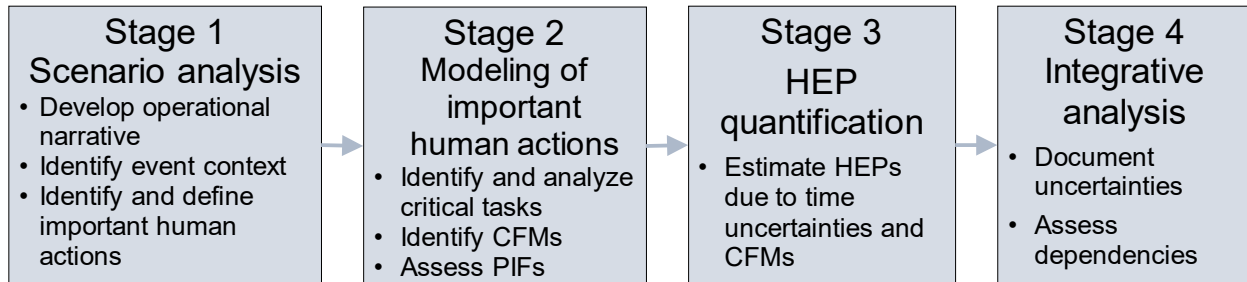 Stage 1
Scenario analysis
• Develop operational
narrative
• Identify event context
• Identify and define
important human
actions
Stage 2
Modeling of
important
human actions
• Identify and analyze
critical tasks
• Identify CFMs
• Assess PIFs
Stage 3
HEP
quantification
• Estimate HEPs
due to time
uncertainties and
CFMs
Stage 4
Integrative
analysis
• Document
uncertainties
• Assess
dependencies